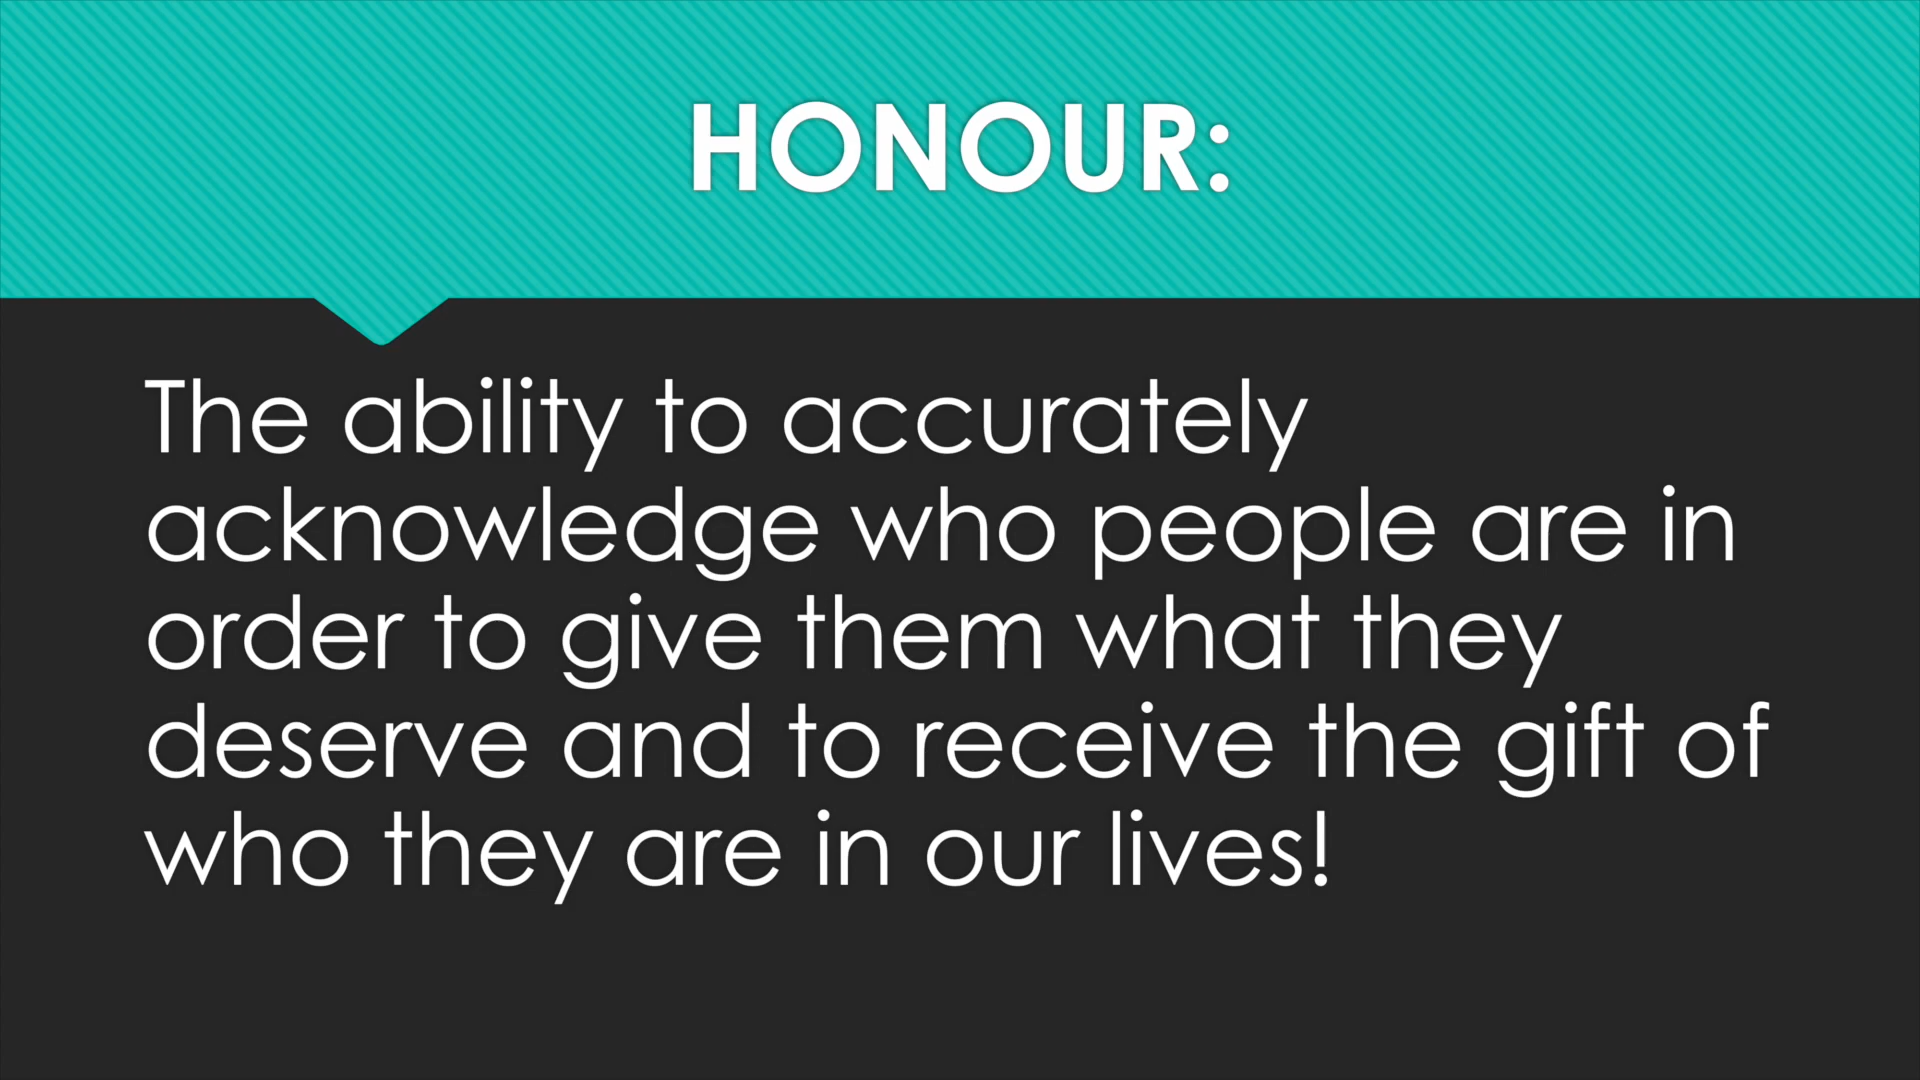 HONOUR:
The ability to accurately
acknowledge who people are in
order to give them what they
deserve and to receive the gift of
who they are in our lives!